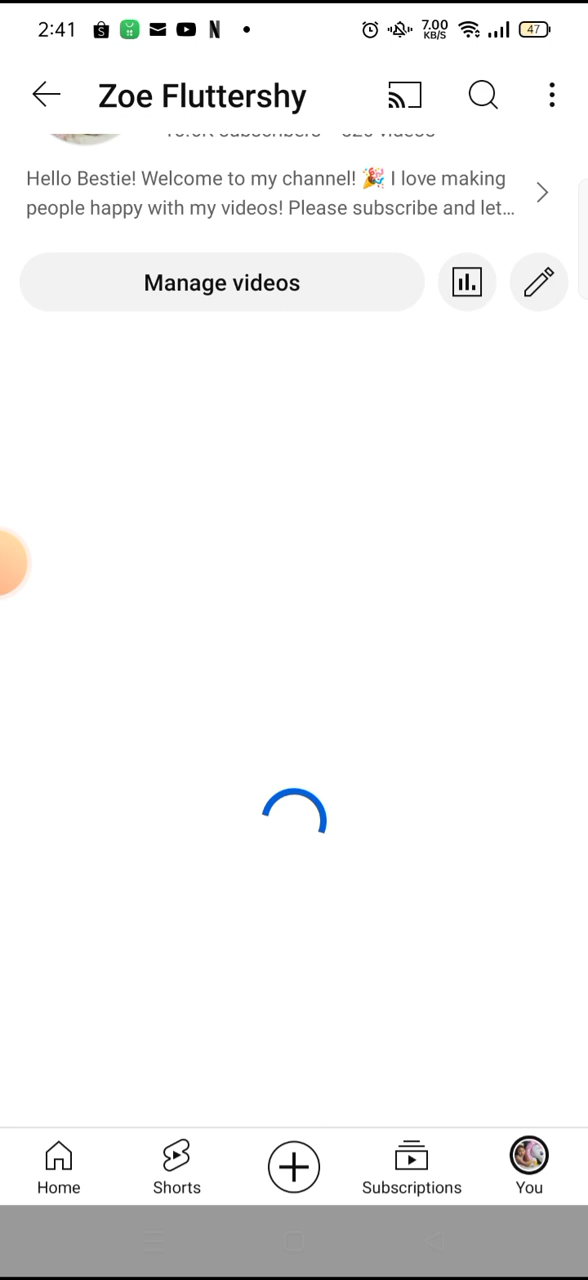 2:41
7.00
KB/S
47
Zoe Fluttershy
Hello Bestie! Welcome to my channel! 🎉 I love making
people happy with my videos! Please subscribe and let...
Manage videos
Home
Shorts
Subscriptions
You